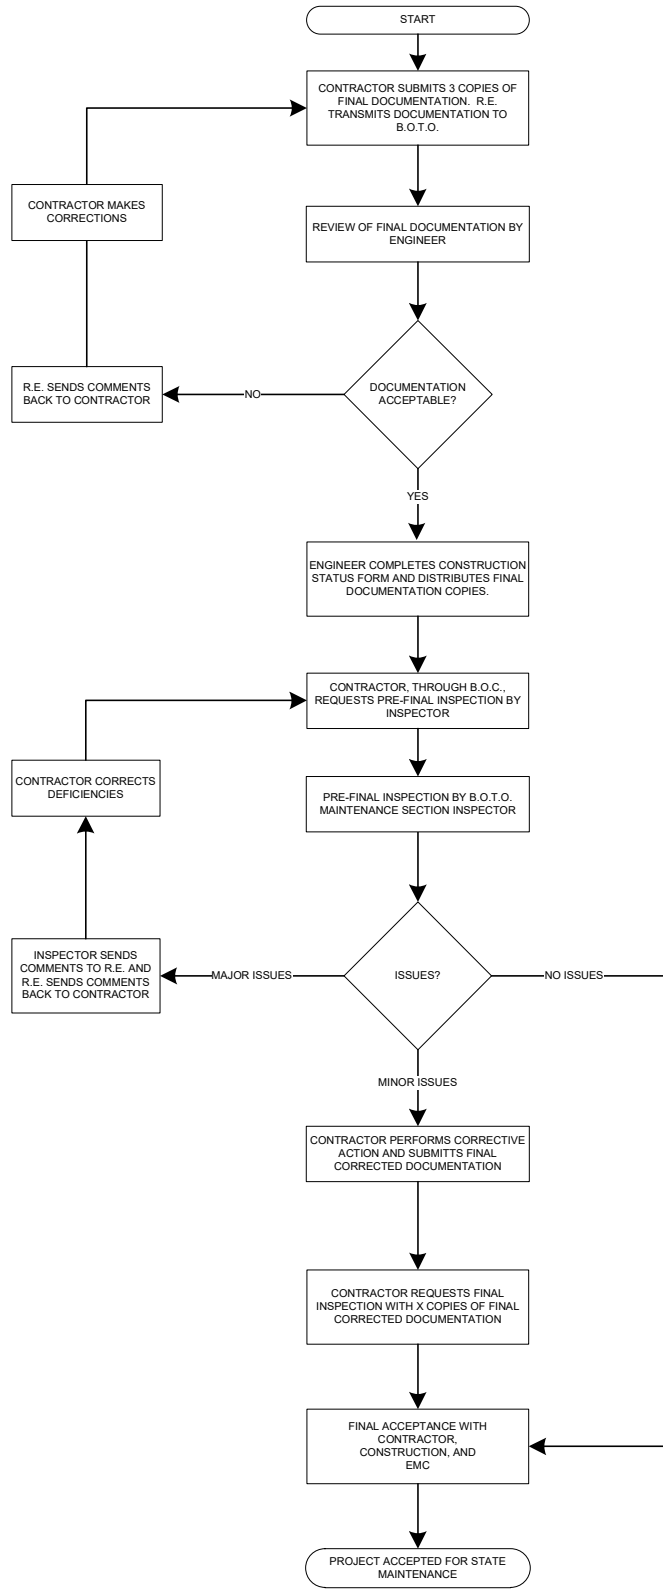 START
CONTRACTOR SUBMITS 3 COPIES OF
FINAL DOCUMENTATION. R.E.
TRANSMITS DOCUMENTATION TO
B.O.T.O.
CONTRACTOR MAKES
CORRECTIONS
REVIEW OF FINAL DOCUMENTATION BY
ENGINEER
R.E. SENDS COMMENTS
BACK TO CONTRACTOR
NO
DOCUMENTATION
ACCEPTABLE?
YES
ENGINEER COMPLETES CONSTRUCTION
STATUS FORM AND DISTRIBUTES FINAL
DOCUMENTATION COPIES.
CONTRACTOR, THROUGH B.O.C.,
REQUESTS PRE-FINAL INSPECTION BY
INSPECTOR
CONTRACTOR CORRECTS
DEFICIENCIES
PRE-FINAL INSPECTION BY B.O.T.O.
MAINTENANCE SECTION INSPECTOR
INSPECTOR SENDS
COMMENTS TO R.E. AND
R.E. SENDS COMMENTS
BACK TO CONTRACTOR
MAJOR ISSUES
ISSUES?
NO ISSUES
MINOR ISSUES
CONTRACTOR PERFORMS CORRECTIVE
ACTION AND SUBMITTS FINAL
CORRECTED DOCUMENTATION
CONTRACTOR REQUESTS FINAL
INSPECTION WITH X COPIES OF FINAL
CORRECTED DOCUMENTATION
FINAL ACCEPTANCE WITH
CONTRACTOR,
CONSTRUCTION, AND
EMC
PROJECT ACCEPTED FOR STATE
MAINTENANCE